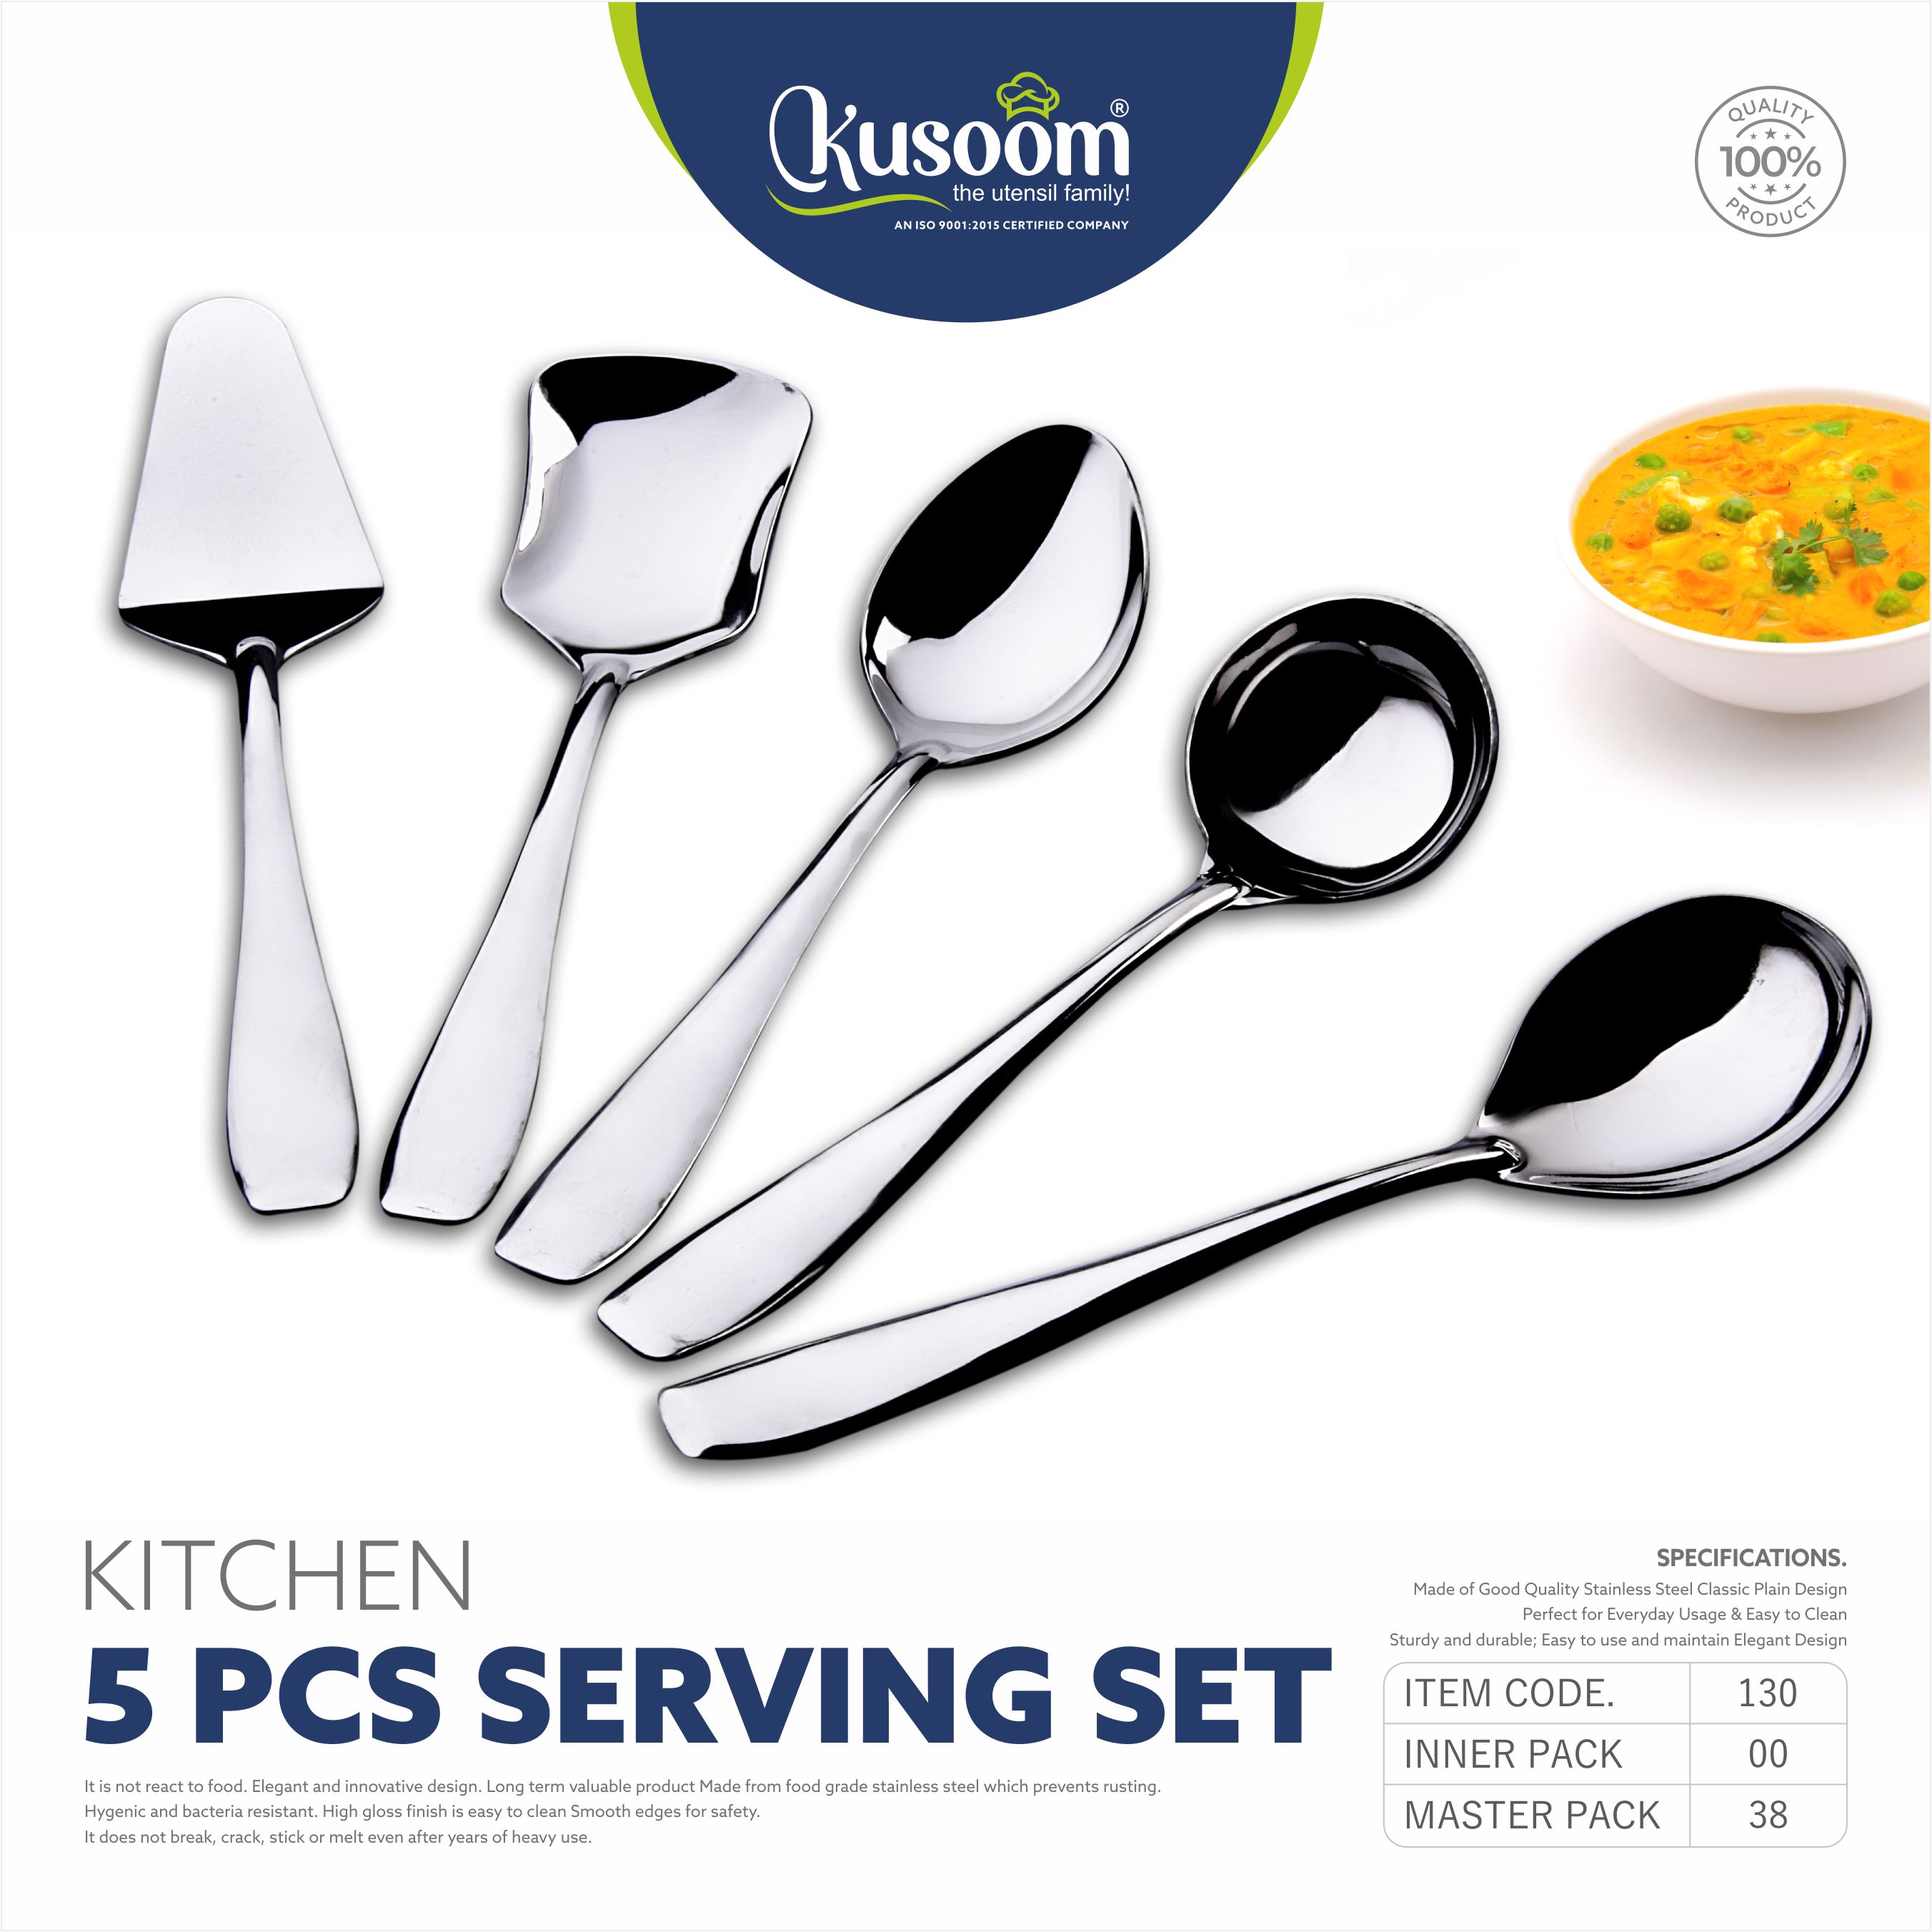 Kusoom®
the utensil family!
AN ISO 9001:2015 CERTIFIED COMPANY
QUALITY
100%
PRODUCT
KITCHEN
5 PCS SERVING SET
It is not react to food. Elegant and innovative design. Long term valuable product Made from food grade stainless steel which prevents rusting.
Hygenic and bacteria resistant. High gloss finish is easy to clean Smooth edges for safety.
It does not break, crack, stick or melt even after years of heavy use.
SPECIFICATIONS.
Made of Good Quality Stainless Steel Classic Plain Design
Perfect for Everyday Usage & Easy to Clean
Sturdy and durable; Easy to use and maintain Elegant Design
ITEM CODE. 130
INNER PACK 00
MASTER PACK 38